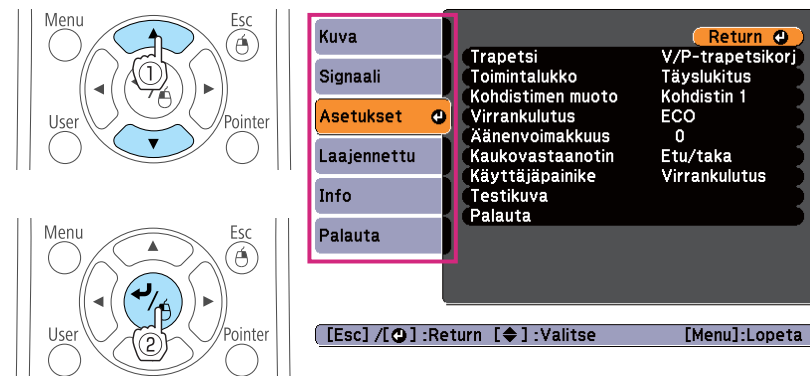 Menu
Esc
①
User
Pointer
Menu
Esc
User
Pointer
②
Kuva
Signaali
Asetukset
Laajennettu
Info
Palauta
Return
Trapetsi V/P-trapetsikorj
Toimintalukko Täyslukitus
Kohdistimen muoto Kohdistin 1
Virrankulutus ECO
Äänenvoimakkuus 0
Kaukovastaanotin Etu/taka
Käyttäjäpainike Virrankulutus
Testikuva
Palauta
[Esc] /[ ] :Return [ ] :Valitse [Menu]:Lopeta